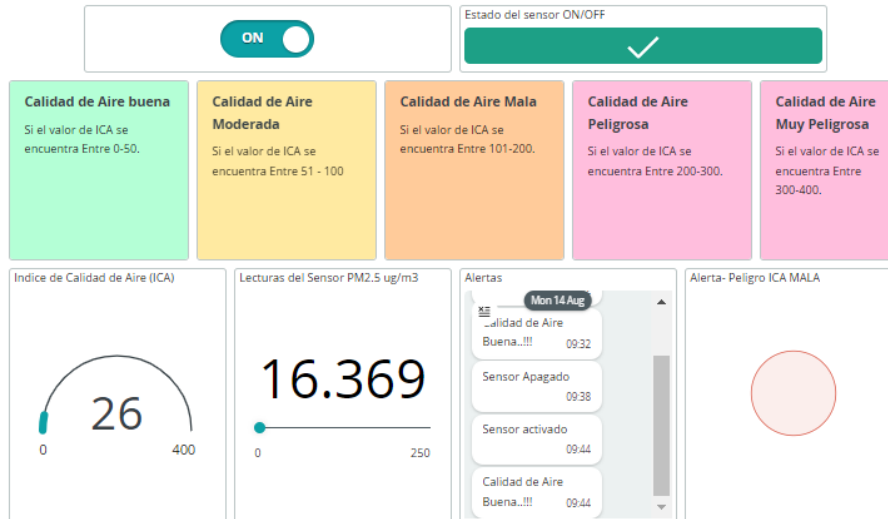 ON
Estado del sensor ON/OFF
Calidad de Aire buena
Si el valor de ICA se
encuentra Entre 0-50.
Calidad de Aire
Moderada
Si el valor de ICA se
encuentra Entre 51 - 100
Calidad de Aire Mala
Si el valor de ICA se
encuentra Entre 101-200.
Calidad de Aire
Peligrosa
Si el valor de ICA se
encuentra Entre 200-300.
Calidad de Aire
Muy Peligrosa
Si el valor de ICA se
encuentra Entre
300-400.
Indice de Calidad de Aire (ICA)
26
0
400
Lecturas del Sensor PM2.5 ug/m3
16.369
0
250
Alertas
Mon 14 Aug
Calidad de Aire
Buena..!!!
09:32
Sensor Apagado
09:38
Sensor activado
09:44
Calidad de Aire
Buena..!!!
09:44
Alerta- Peligro ICA MALA